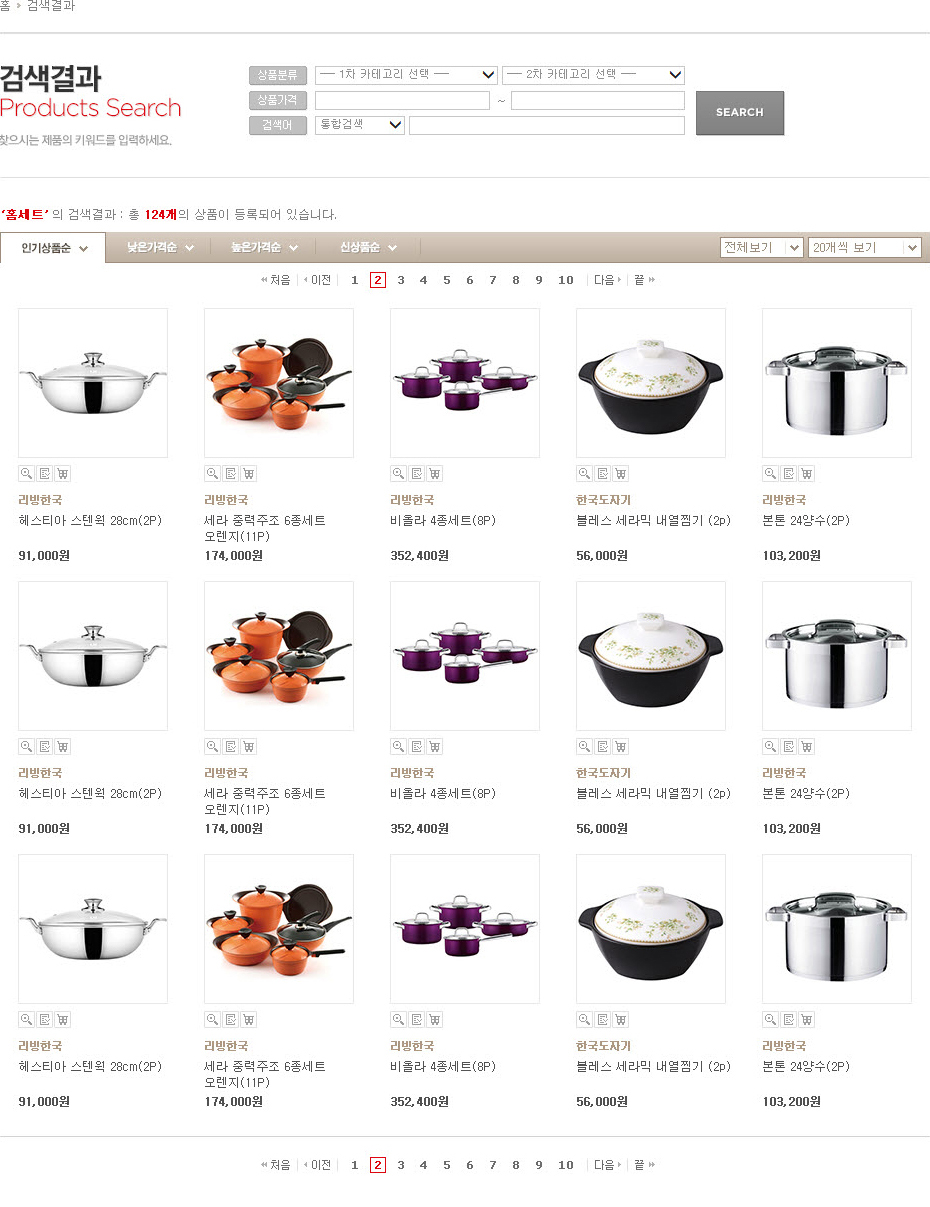 홈 검색결과
검색결과
Products Search
찾으시는 제품의 키워드를 입력하세요.
상품분류 ── 1차 카테고리 선택 ── ── 2차 카테고리 선택 ──
상품가격 ~
검색어 통합검색
SEARCH
'홈세트' 의 검색결과 : 총 124개의 상품이 등록되어 있습니다.
인기상품순 낮은가격순 높은가격순 신상품순 전체보기 20개씩 보기
처음 이전 1 2 3 4 5 6 7 8 9 10 다음 끝
리빙한국 리빙한국 리빙한국 한국도자기 리빙한국
헤스티아 스텐웍 28cm(2P) 세라 중력주조 6종세트 비올라 4종세트(8P) 블레스 세라믹 내열찜기 (2p) 본톤 24양수(2P)
오렌지(11P)
91,000원 174,000원 352,400원 56,000원 103,200원
리빙한국 리빙한국 리빙한국 한국도자기 리빙한국
헤스티아 스텐웍 28cm(2P) 세라 중력주조 6종세트 비올라 4종세트(8P) 블레스 세라믹 내열찜기 (2p) 본톤 24양수(2P)
오렌지(11P)
91,000원 174,000원 352,400원 56,000원 103,200원
리빙한국 리빙한국 리빙한국 한국도자기 리빙한국
헤스티아 스텐웍 28cm(2P) 세라 중력주조 6종세트 비올라 4종세트(8P) 블레스 세라믹 내열찜기 (2p) 본톤 24양수(2P)
오렌지(11P)
91,000원 174,000원 352,400원 56,000원 103,200원
처음 이전 1 2 3 4 5 6 7 8 9 10 다음 끝